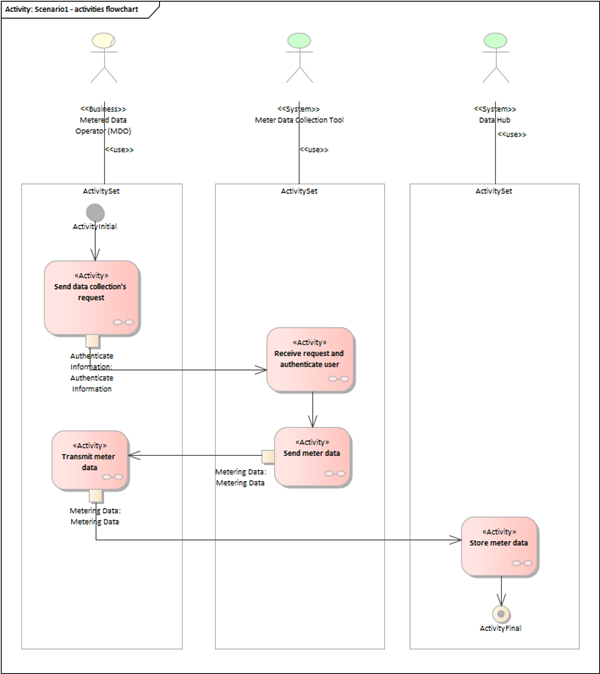 Activity: Scenario1 - activities flowchart
<<Business>>
Metered Data
Operator (MDO)
<<use>>
<<System>>
Meter Data Collection Tool
<<use>>
<<System>>
Data Hub
<<use>>
ActivitySet
ActivitySet
ActivitySet
ActivityInitial
«Activity»
Send data collection's
request
Authenticate
Information:
Authenticate
Information
«Activity»
Receive request and
authenticate user
«Activity»
Send meter data
Metering Data:
Metering Data
«Activity»
Transmit meter
data
Metering Data:
Metering Data
«Activity»
Store meter data
ActivityFinal